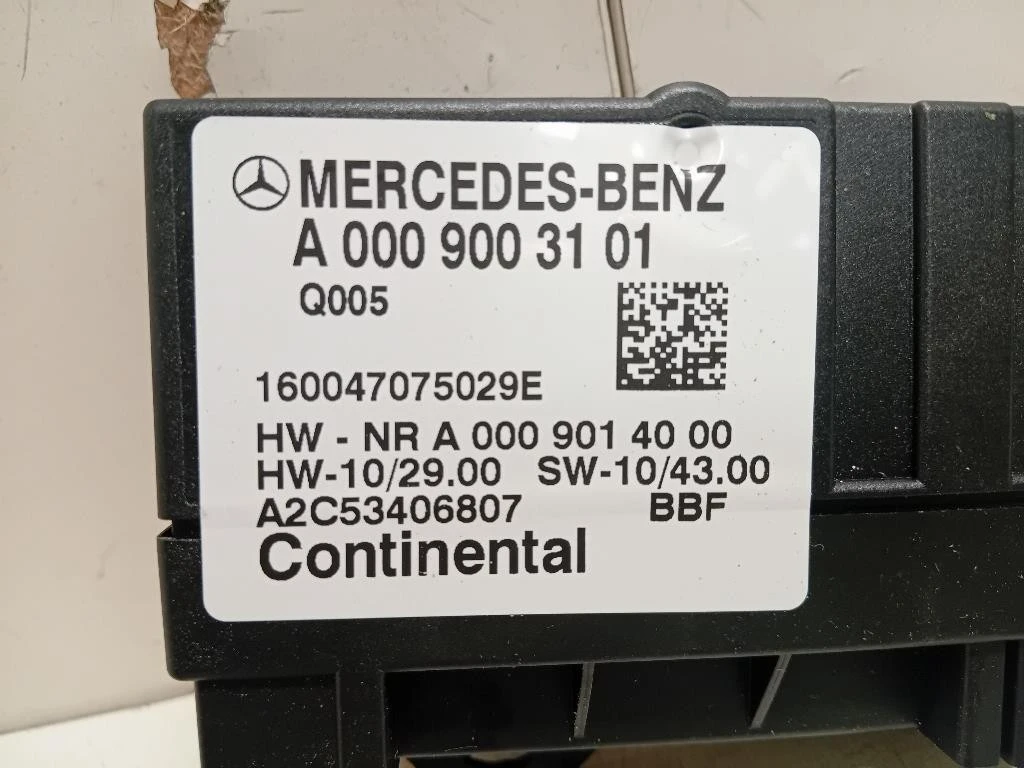 MERCEDES-BENZ
A 000 900 31 01
Q005
160047075029E
HW - NR A 000 901 40 00
HW-10/29.00 SW-10/43.00
A2C53406807 BBF
Continental